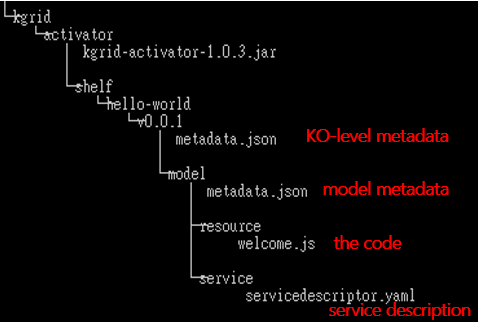 kgrid
activator
kgrid-activator-1.0.3.jar
shelf
hello-world
v0.0.1
metadata.json KO-level metadata
model
metadata.json model metadata
resource
welcome.js the code
service
servicedescriptor.yaml
service description